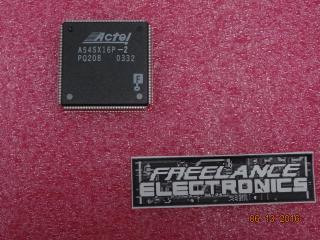 Actel
A54SX16P-2
PQ208 0332
F
FREELANCE
ELECTRONICS
06 13 2016